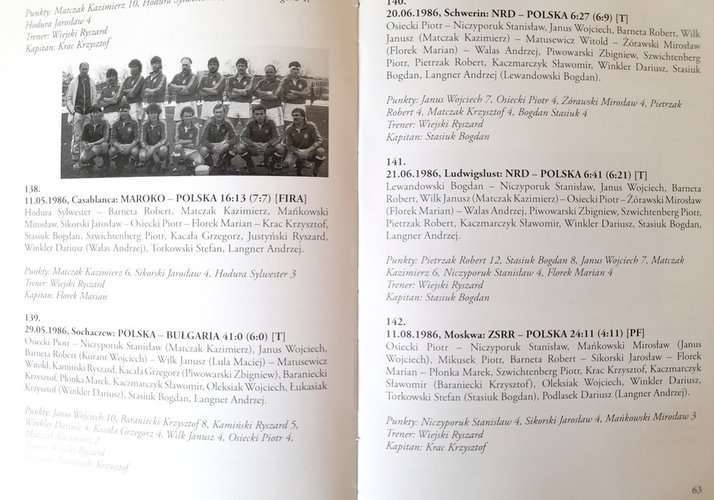 Punkty: Matczak Kazimierz 10, Hodura
Hodura Jarosław 4
Trener: Wiejski Ryszard
Kapitan: Krac Krzysztof
138.
11.05.1986, Casablanca: MAROKO – POLSKA 16:13 (7:7) [FIRA]
Hodura Sylwester – Barneta Robert, Matczak Kazimierz, Mańkowski
Mirosław, Sikorski Jarosław – Osiecki Piotr – Florek Marian – Krac Krzysztof,
Stasiuk Bogdan, Szwichtenberg Piotr, Kacała Grzegorz, Justyński Ryszard,
Winkler Dariusz (Walas Andrzej), Torkowski Stefan, Langner Andrzej.
Punkty: Matczak Kazimierz 6, Sikorski Jarosław 4, Hodura Sylwester 3
Trener: Wiejski Ryszard
Kapitan: Florek Marian
139.
29.05.1986, Sochaczew: POLSKA – BUŁGARIA 41:0 (6:0) [T]
Osiecki Piotr – Niczyporuk Stanisław (Matczak Kazimierz), Janus Wojciech,
Barneta Robert (Kurant Wojciech) – Wilk Janusz (Lula Maciej) – Matusewicz
Witold, Kamiński Ryszard, Kacała Grzegorz (Piwowarski Zbigniew), Baraniecki
Krzysztof, Płonka Marek, Kaczmarczyk Sławomir, Oleksiak Wojciech, Łukasiak
Krzysztof (Winkler Dariusz), Stasiuk Bogdan, Langner Andrzej.
Punkty: Janus Wojciech 10, Baraniecki Krzysztof 8, Kamiński Ryszard 5,
Winkler Dariusz 4, Kacała Grzegorz 4, Wilk Janusz 4, Osiecki Piotr 4,
Matczak Kazimierz 2
Trener: Wiejski Ryszard
Krzysztof
140.
20.06.1986, Schwerin: NRD – POLSKA 6:27 (6:9) [T]
Osiecki Piotr – Niczyporuk Stanisław, Janus Wojciech, Barneta Robert, Wilk
Janusz (Matczak Kazimierz) – Matusewicz Witold – Żórawski Mirosław
(Florek Marian) – Walas Andrzej, Piwowarski Zbigniew, Szwichtenberg
Piotr, Pietrzak Robert, Kaczmarczyk Sławomir, Winkler Dariusz, Stasiuk
Bogdan, Langner Andrzej (Lewandowski Bogdan).
Punkty: Janus Wojciech 7, Osiecki Piotr 4, Żórawski Mirosław 4, Pietrzak
Robert 4, Matczak Krzysztof 4, Bogdan Stasiuk 4
Trener: Wiejski Ryszard
Kapitan: Stasiuk Bogdan
141.
21.06.1986, Ludwigslust: NRD – POLSKA 6:41 (6:21) [T]
Lewandowski Bogdan – Niczyporuk Stanisław, Janus Wojciech, Barneta
Robert, Wilk Janusz (Matczak Kazimierz) – Osiecki Piotr – Żórawski Mirosław
(Florek Marian) – Walas Andrzej, Piwowarski Zbigniew, Szwichtenberg Piotr,
Pietrzak Robert, Kaczmarczyk Sławomir, Winkler Dariusz, Stasiuk Bogdan,
Langner Andrzej.
Punkty: Pietrzak Robert 12, Stasiuk Bogdan 8, Janus Wojciech 7, Matczak
Kazimierz 6, Niczyporuk Stanisław 4, Florek Marian 4
Trener: Wiejski Ryszard
Kapitan: Stasiuk Bogdan
142.
11.08.1986, Moskwa: ZSRR – POLSKA 24:11 (4:11) [PF]
Osiecki Piotr – Niczyporuk Stanisław, Mańkowski Mirosław (Janus
Wojciech), Mikusek Piotr, Barneta Robert – Sikorski Jarosław – Florek
Marian – Płonka Marek, Szwichtenberg Piotr, Krac Krzysztof, Kaczmarczyk
Sławomir (Baraniecki Krzysztof), Oleksiak Wojciech, Winkler Dariusz,
Torkowski Stefan (Stasiuk Bogdan), Podlasek Dariusz).
Punkty: Niczyporuk Stanisław 4, Sikorski Jarosław 4, Mańkowski Mirosław 3
Trener: Wiejski Ryszard
Kapitan: Krac Krzysztof
63